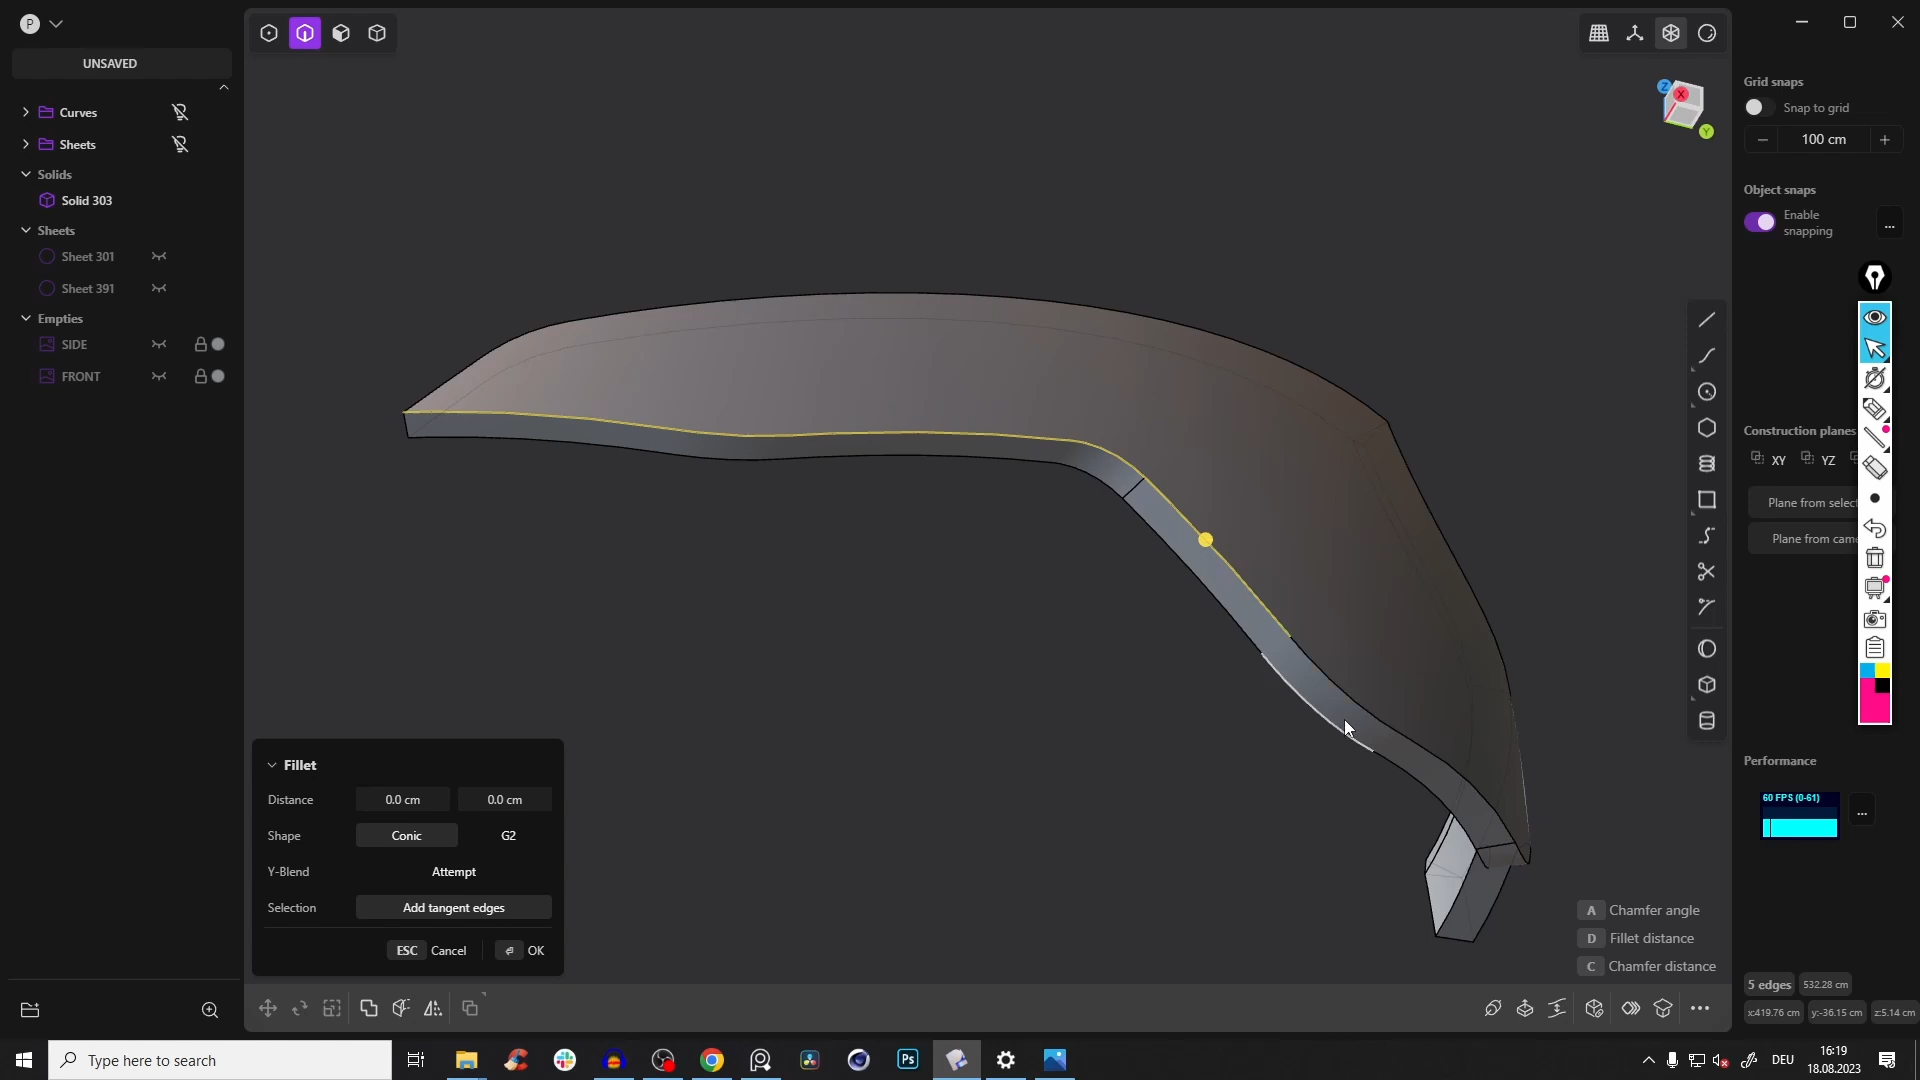 P
UNSAVED
Curves
Sheets
Solids
Solid 303
Sheets
Sheet 301
Sheet 391
Empties
SIDE
FRONT
Z
X
Y
Grid snaps
Snap to grid
100 cm
Object snaps
Enable
snapping
...
Construction planes
XY
YZ
Plane from selec
Plane from came
Performance
60 FPS (0-61)
...
Fillet
Distance
0.0 cm
0.0 cm
Shape
Conic
G2
Y-Blend
Attempt
Selection
Add tangent edges
ESC
Cancel
OK
A
Chamfer angle
D
Fillet distance
C
Chamfer distance
5 edges
532.28 cm
x:419.76 cm
y:-36.15 cm
z:5.14 cm
Type here to search
Ps
DEU
16:19
18.08.2023